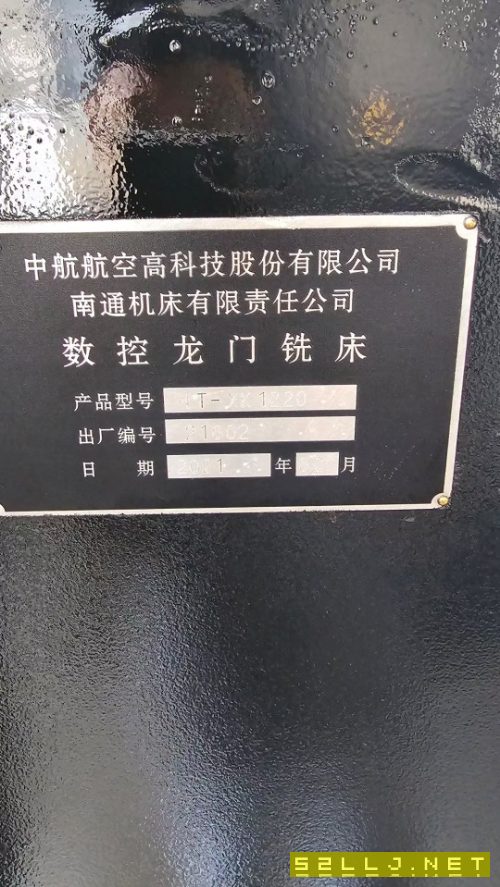 中航航空高科技股份有限公司
南通机床有限责任公司
数控龙门铣床
产品型号
出厂编号
日 期 2021 年 月
52LLJ.NET